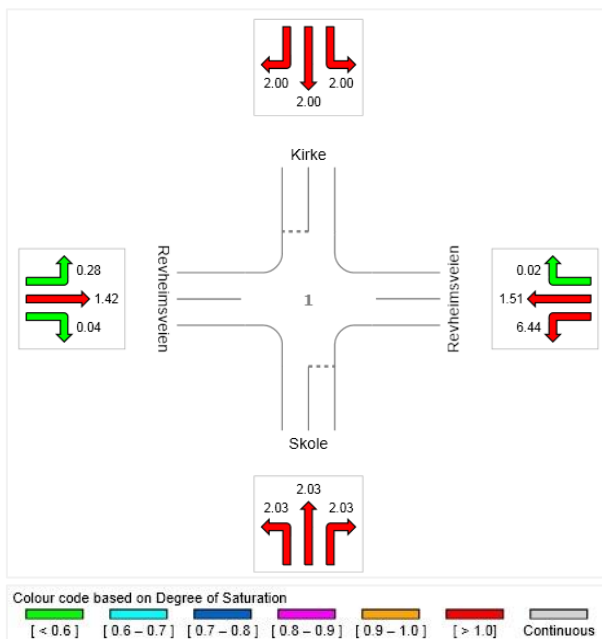 2.00 2.00
2.00
Kirke
Revheimsveien
0.28
1.42
0.04
1
Revheimsveien
0.02
1.51
6.44
Skole
2.03
2.03 2.03
Colour code based on Degree of Saturation
[ < 0.6 ] [ 0.6 – 0.7 ] [ 0.7 – 0.8 ] [ 0.8 – 0.9 ] [ 0.9 – 1.0 ] [ > 1.0 ] Continuous